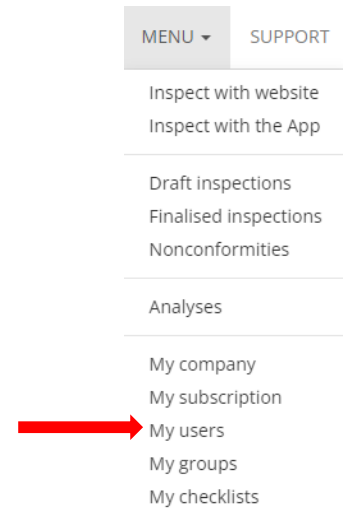 MENU SUPPORT
Inspect with website
Inspect with the App
Draft inspections
Finalised inspections
Nonconformities
Analyses
My company
My subscription
My users
My groups
My checklists